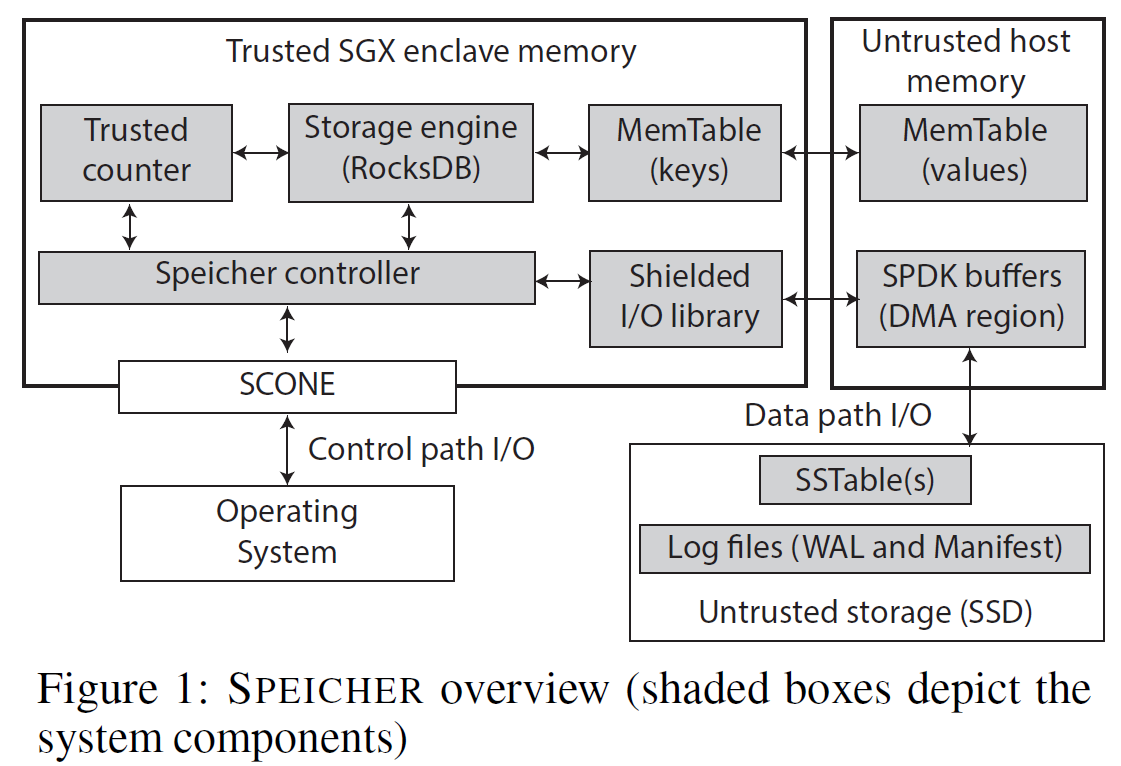 Trusted SGX enclave memory
Untrusted host
memory
Trusted
counter
Storage engine
(RocksDB)
MemTable
(keys)
MemTable
(values)
Speicher controller
Shielded
I/O library
SPDK buffers
(DMA region)
SCONE
Data path I/O
Control path I/O
Operating
System
SSTable(s)
Log files (WAL and Manifest)
Untrusted storage (SSD)
Figure 1: SPEICHER overview (shaded boxes depict the
system components)